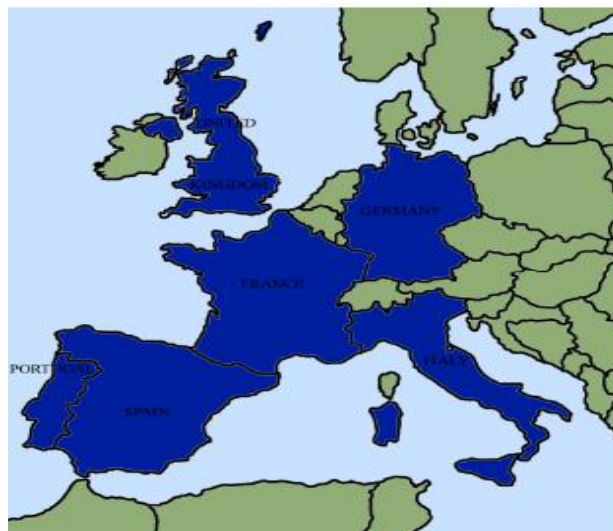 UNITED
KINGDOM
GERMANY
FRANCE
ITALY
PORTUGAL
SPAIN